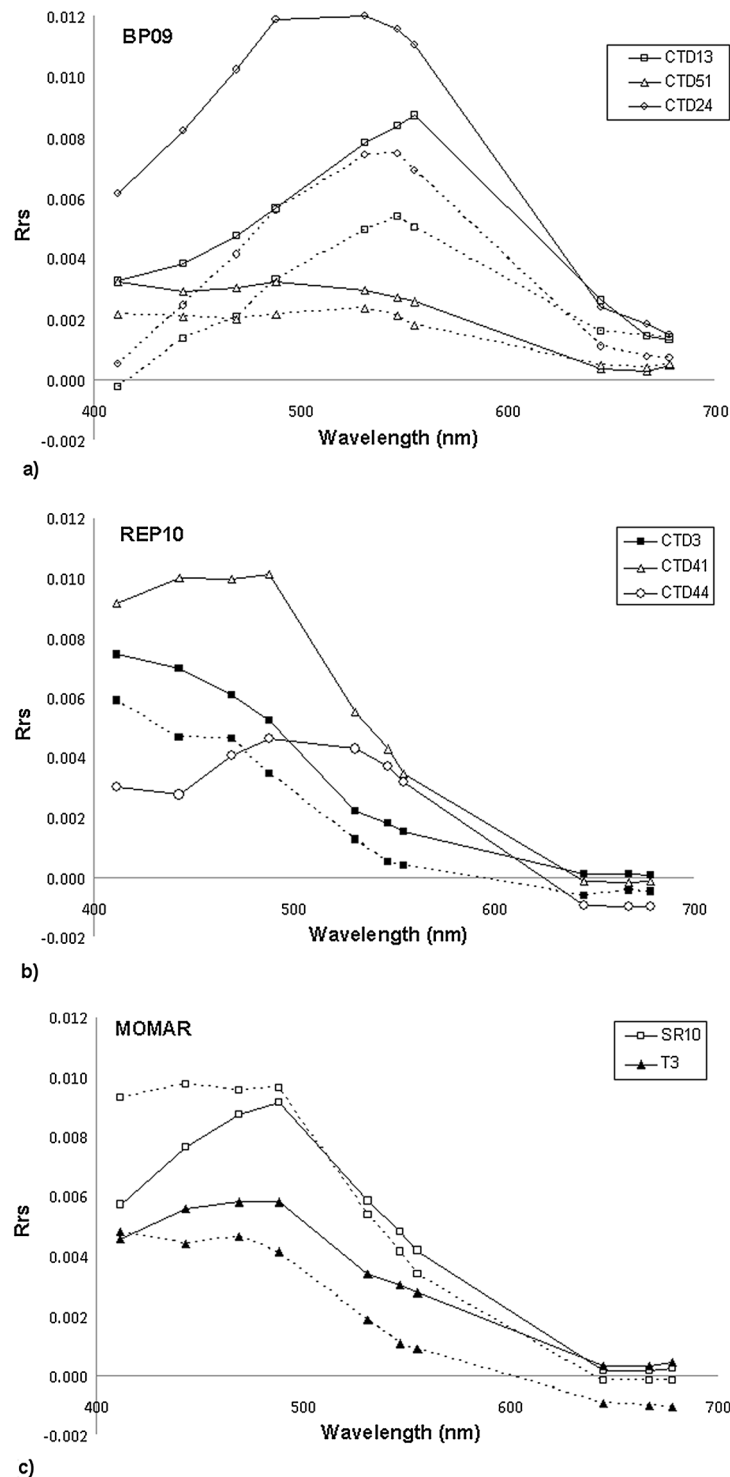 0.012
BP09
0.010
CTD13
CTD51
CTD24
0.008
0.006
Rrs
0.004
0.002
0.000
400
500
600
700
-0.002
Wavelength (nm)
a)
0.012
REP10
0.010
CTD3
CTD41
CTD44
0.008
0.006
Rrs
0.004
0.002
0.000
400
500
600
700
-0.002
Wavelength (nm)
b)
0.012
MOMAR
SR10
T3
0.010
0.008
0.006
Rrs
0.004
0.002
0.000
400
500
600
700
-0.002
Wavelength (nm)
c)